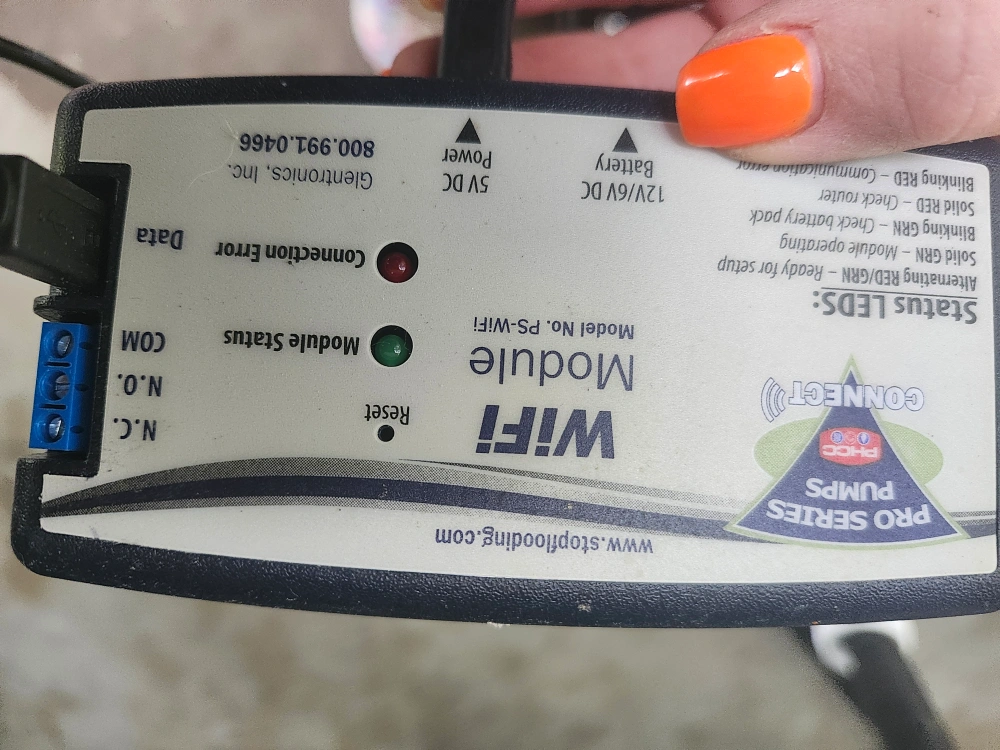 www.stopflooding.com
PRO SERIES
PUMPS
PHCC
CONNECT
WiFi
Module
Model No. PS-WiFi
Reset
Module Status
Connection Error
N.C.
N.O.
COM
Data
Status LEDS:
Alternating RED/GRN – Ready for setup
Solid GRN – Module operating
Blinking GRN – Check battery pack
Solid RED – Check router
Blinking RED – Communication error
12V/6V DC
Battery
5V DC
Power
Glentronics, Inc.
800.991.0466